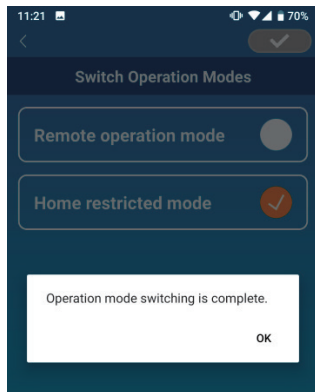 11:21 70%
Switch Operation Modes
Remote operation mode
Home restricted mode
Operation mode switching is complete.
OK